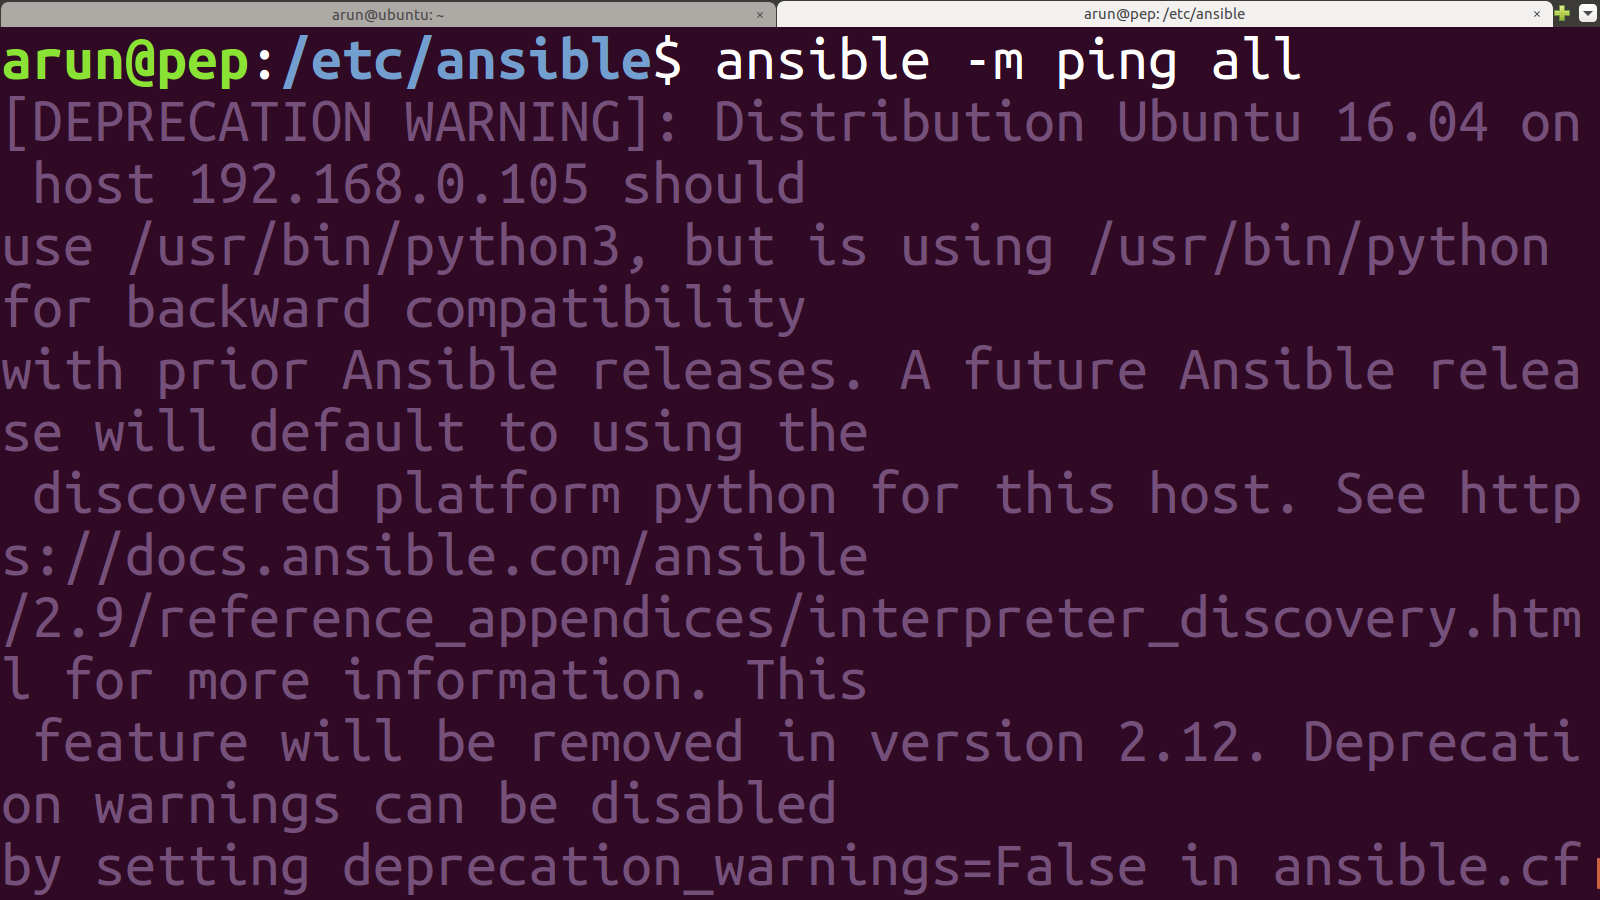 arun@ubuntu: ~ × arun@pep: /etc/ansible ×
arun@pep:/etc/ansible$ ansible -m ping all
[DEPRECATION WARNING]: Distribution Ubuntu 16.04 on
 host 192.168.0.105 should
use /usr/bin/python3, but is using /usr/bin/python
for backward compatibility
with prior Ansible releases. A future Ansible relea
se will default to using the
 discovered platform python for this host. See http
s://docs.ansible.com/ansible
/2.9/reference_appendices/interpreter_discovery.htm
l for more information. This
 feature will be removed in version 2.12. Deprecati
on warnings can be disabled
by setting deprecation_warnings=False in ansible.cf